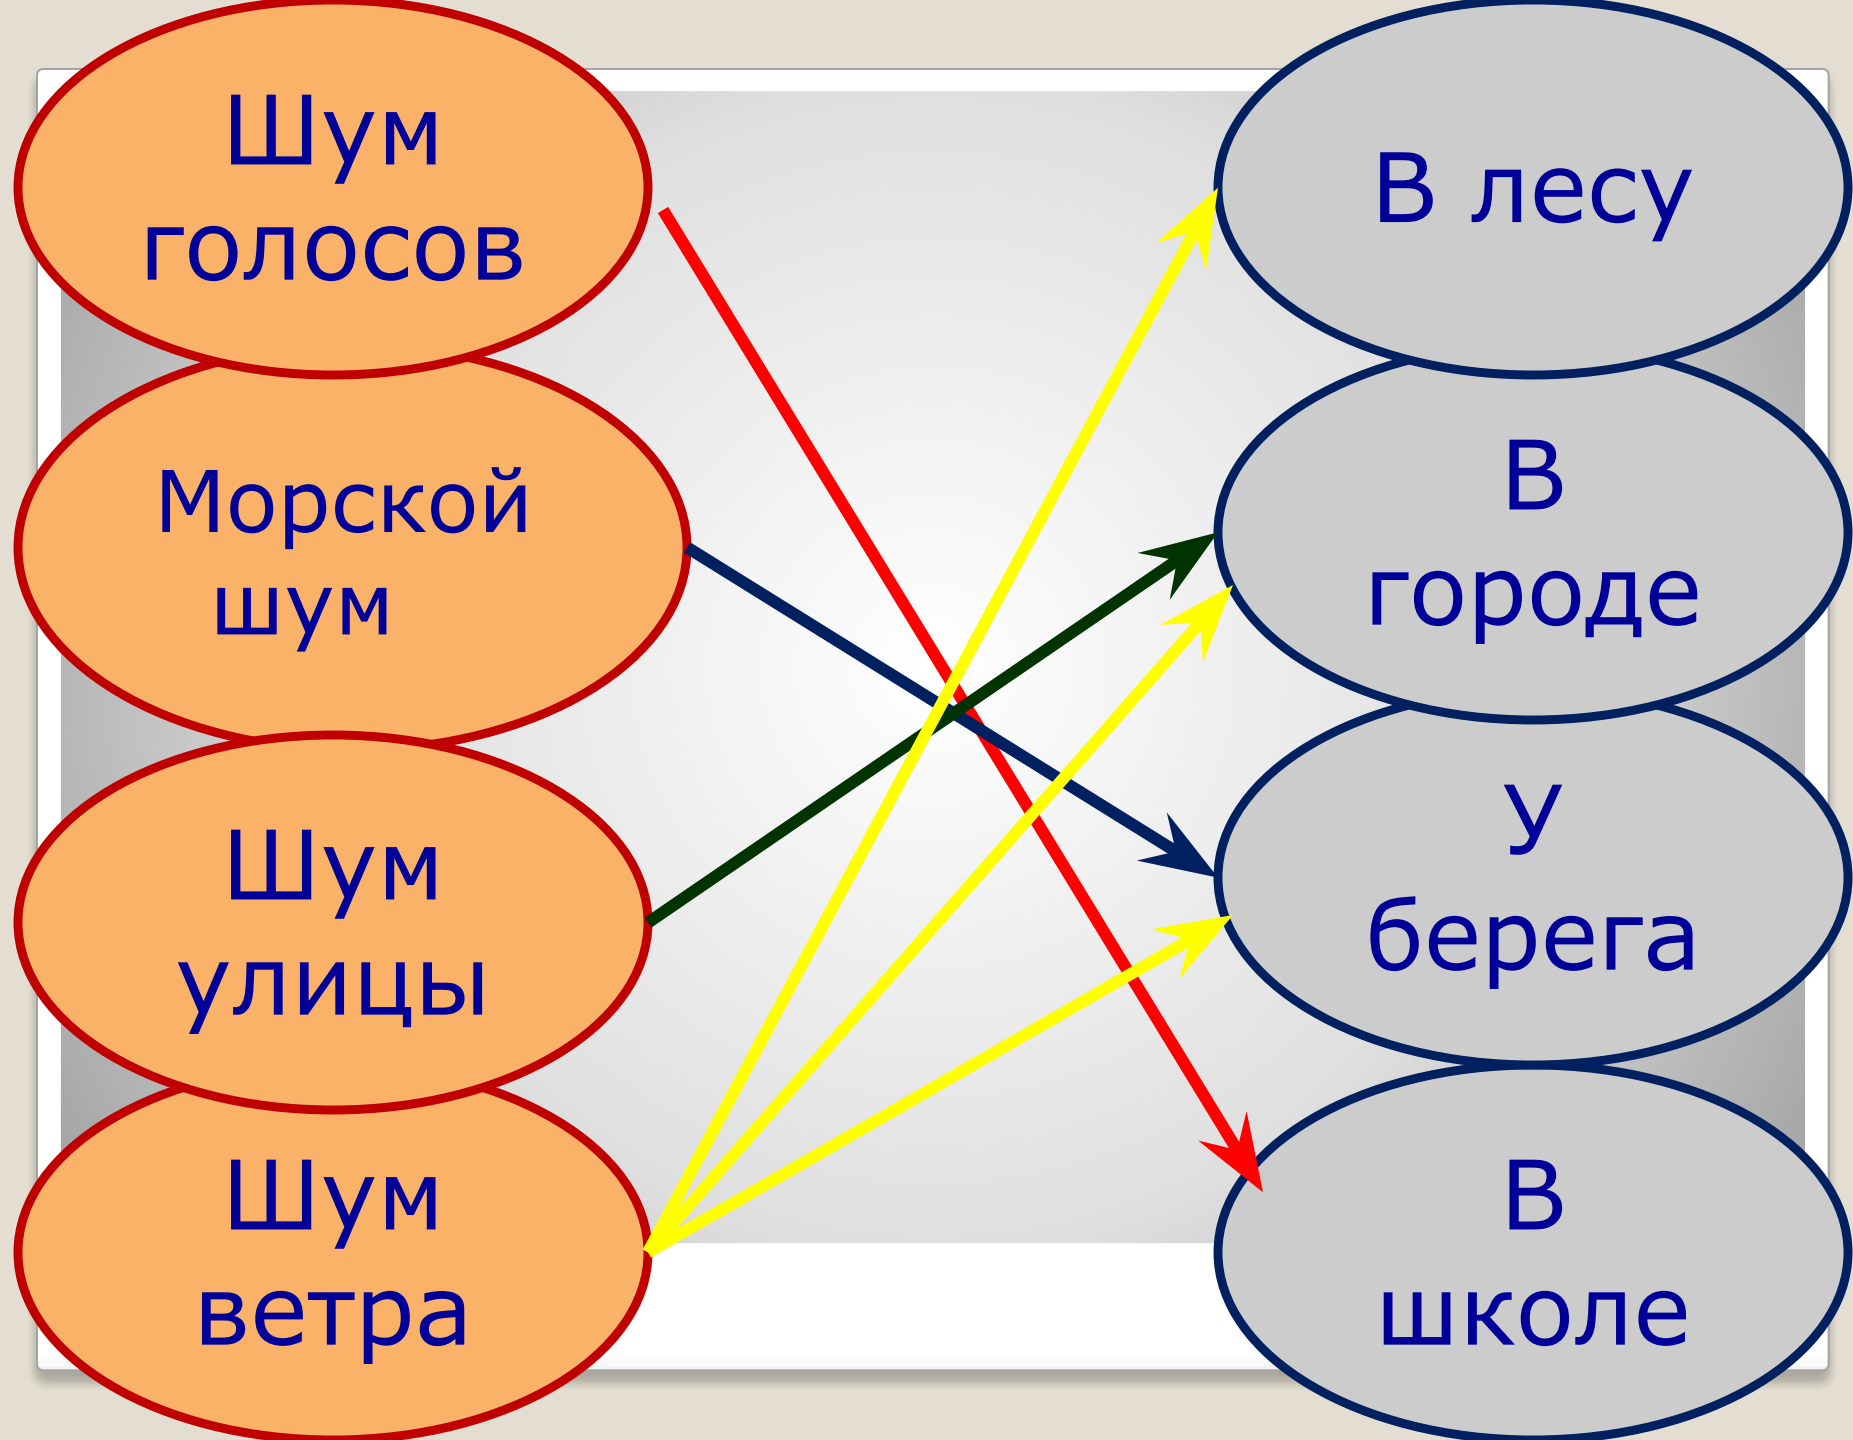 Шум
голосов
Морской
шум
Шум
улицы
Шум
ветра
В лесу
В
городе
У
берега
В
школе